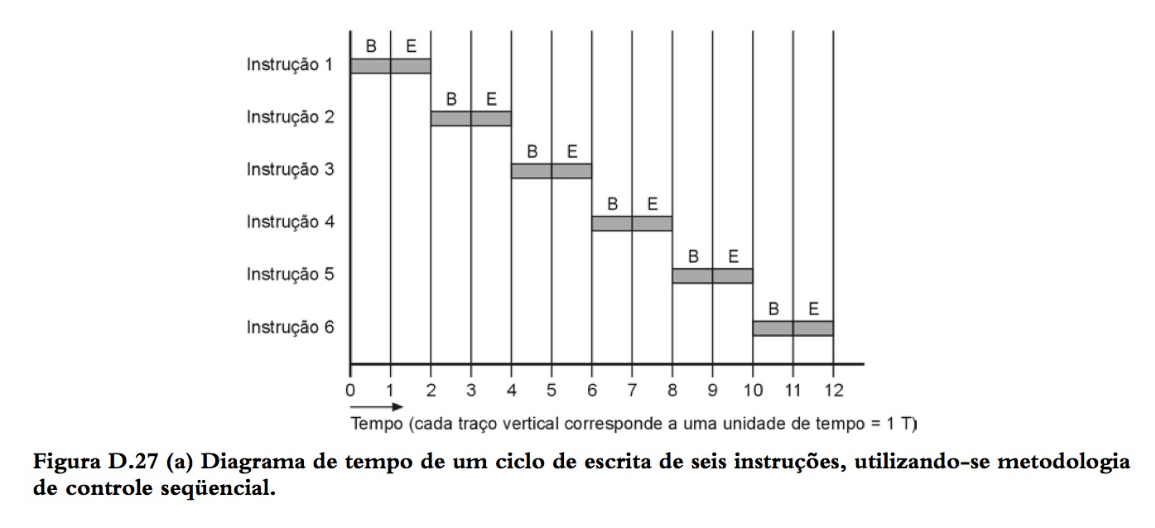 B E
Instrução 1
B E
Instrução 2
B E
Instrução 3
B E
Instrução 4
B E
Instrução 5
B E
Instrução 6
0 1 2 3 4 5 6 7 8 9 10 11 12
Tempo (cada traço vertical corresponde a uma unidade de tempo = 1 T)
Figura D.27 (a) Diagrama de tempo de um ciclo de escrita de seis instruções, utilizando-se metodologia
de controle seqüencial.